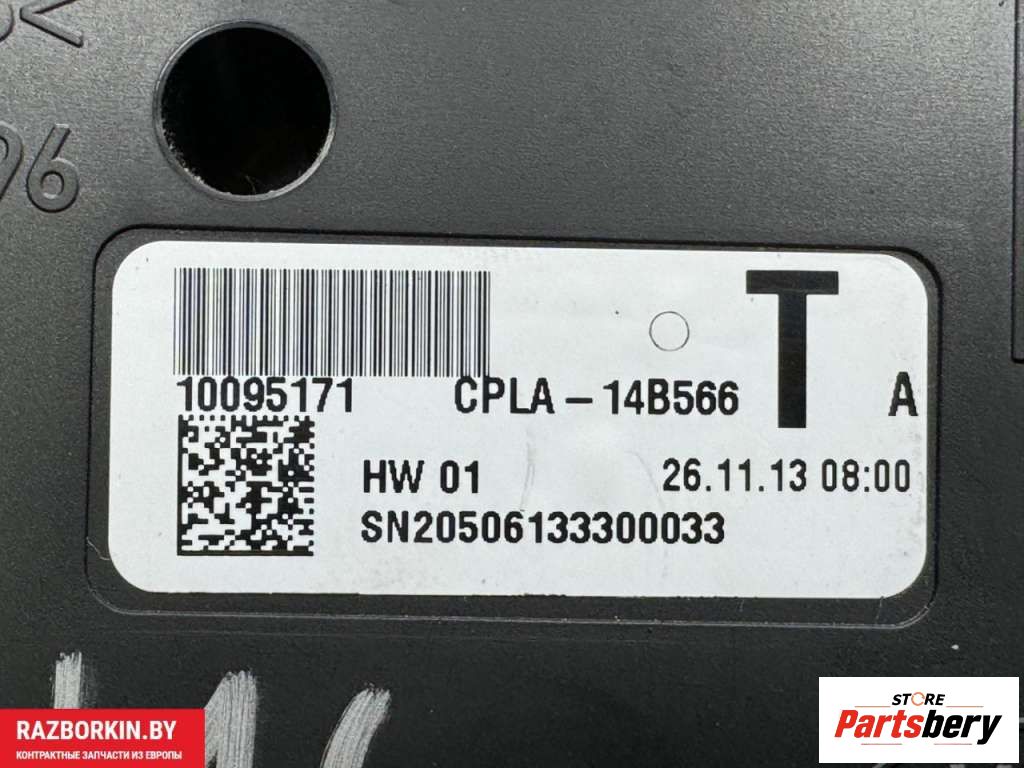 96
10095171
CPLA - 14B566 T A
HW 01 26.11.13 08:00
SN20506133300033
RAZBORKIN.BY
КОНТРАКТНЫЕ ЗАПЧАСТИ ИЗ ЕВРОПЫ
STORE
Partsbery